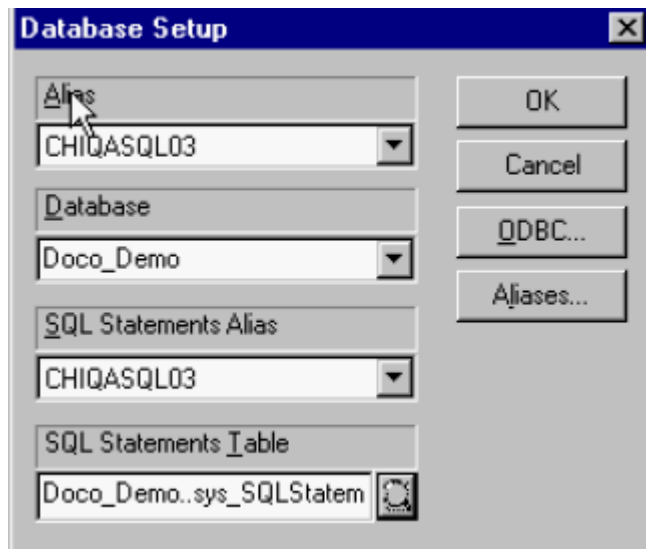 Database Setup
Alias
CHIQASQL03
Database
Doco_Demo
SQL Statements Alias
CHIQASQL03
SQL Statements Table
Doco_Demo..sys_SQLStatem
OK
Cancel
ODBC...
Aliases...